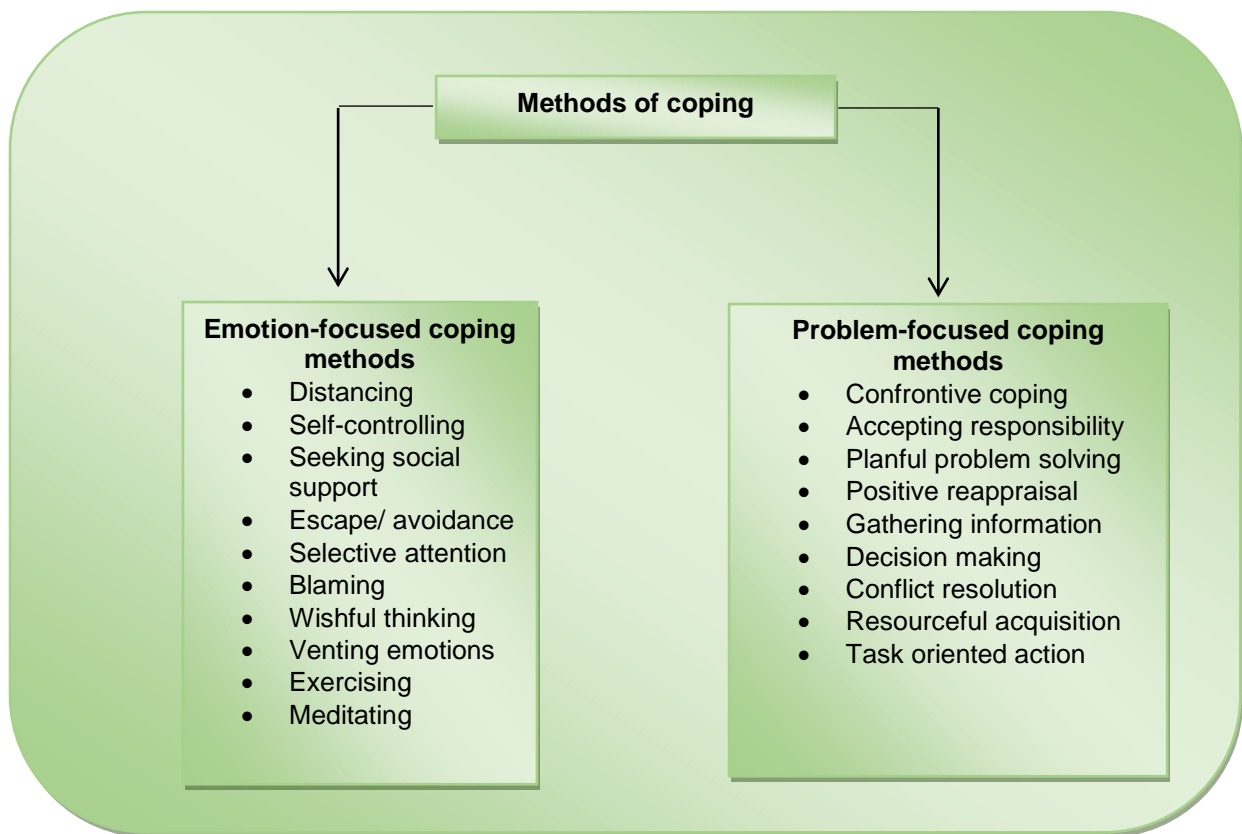 Methods of coping
Emotion-focused coping
methods
• Distancing
• Self-controlling
• Seeking social
support
• Escape/ avoidance
• Selective attention
• Blaming
• Wishful thinking
• Venting emotions
• Exercising
• Meditating
Problem-focused coping
methods
• Confrontive coping
• Accepting responsibility
• Planful problem solving
• Positive reappraisal
• Gathering information
• Decision making
• Conflict resolution
• Resourceful acquisition
• Task oriented action